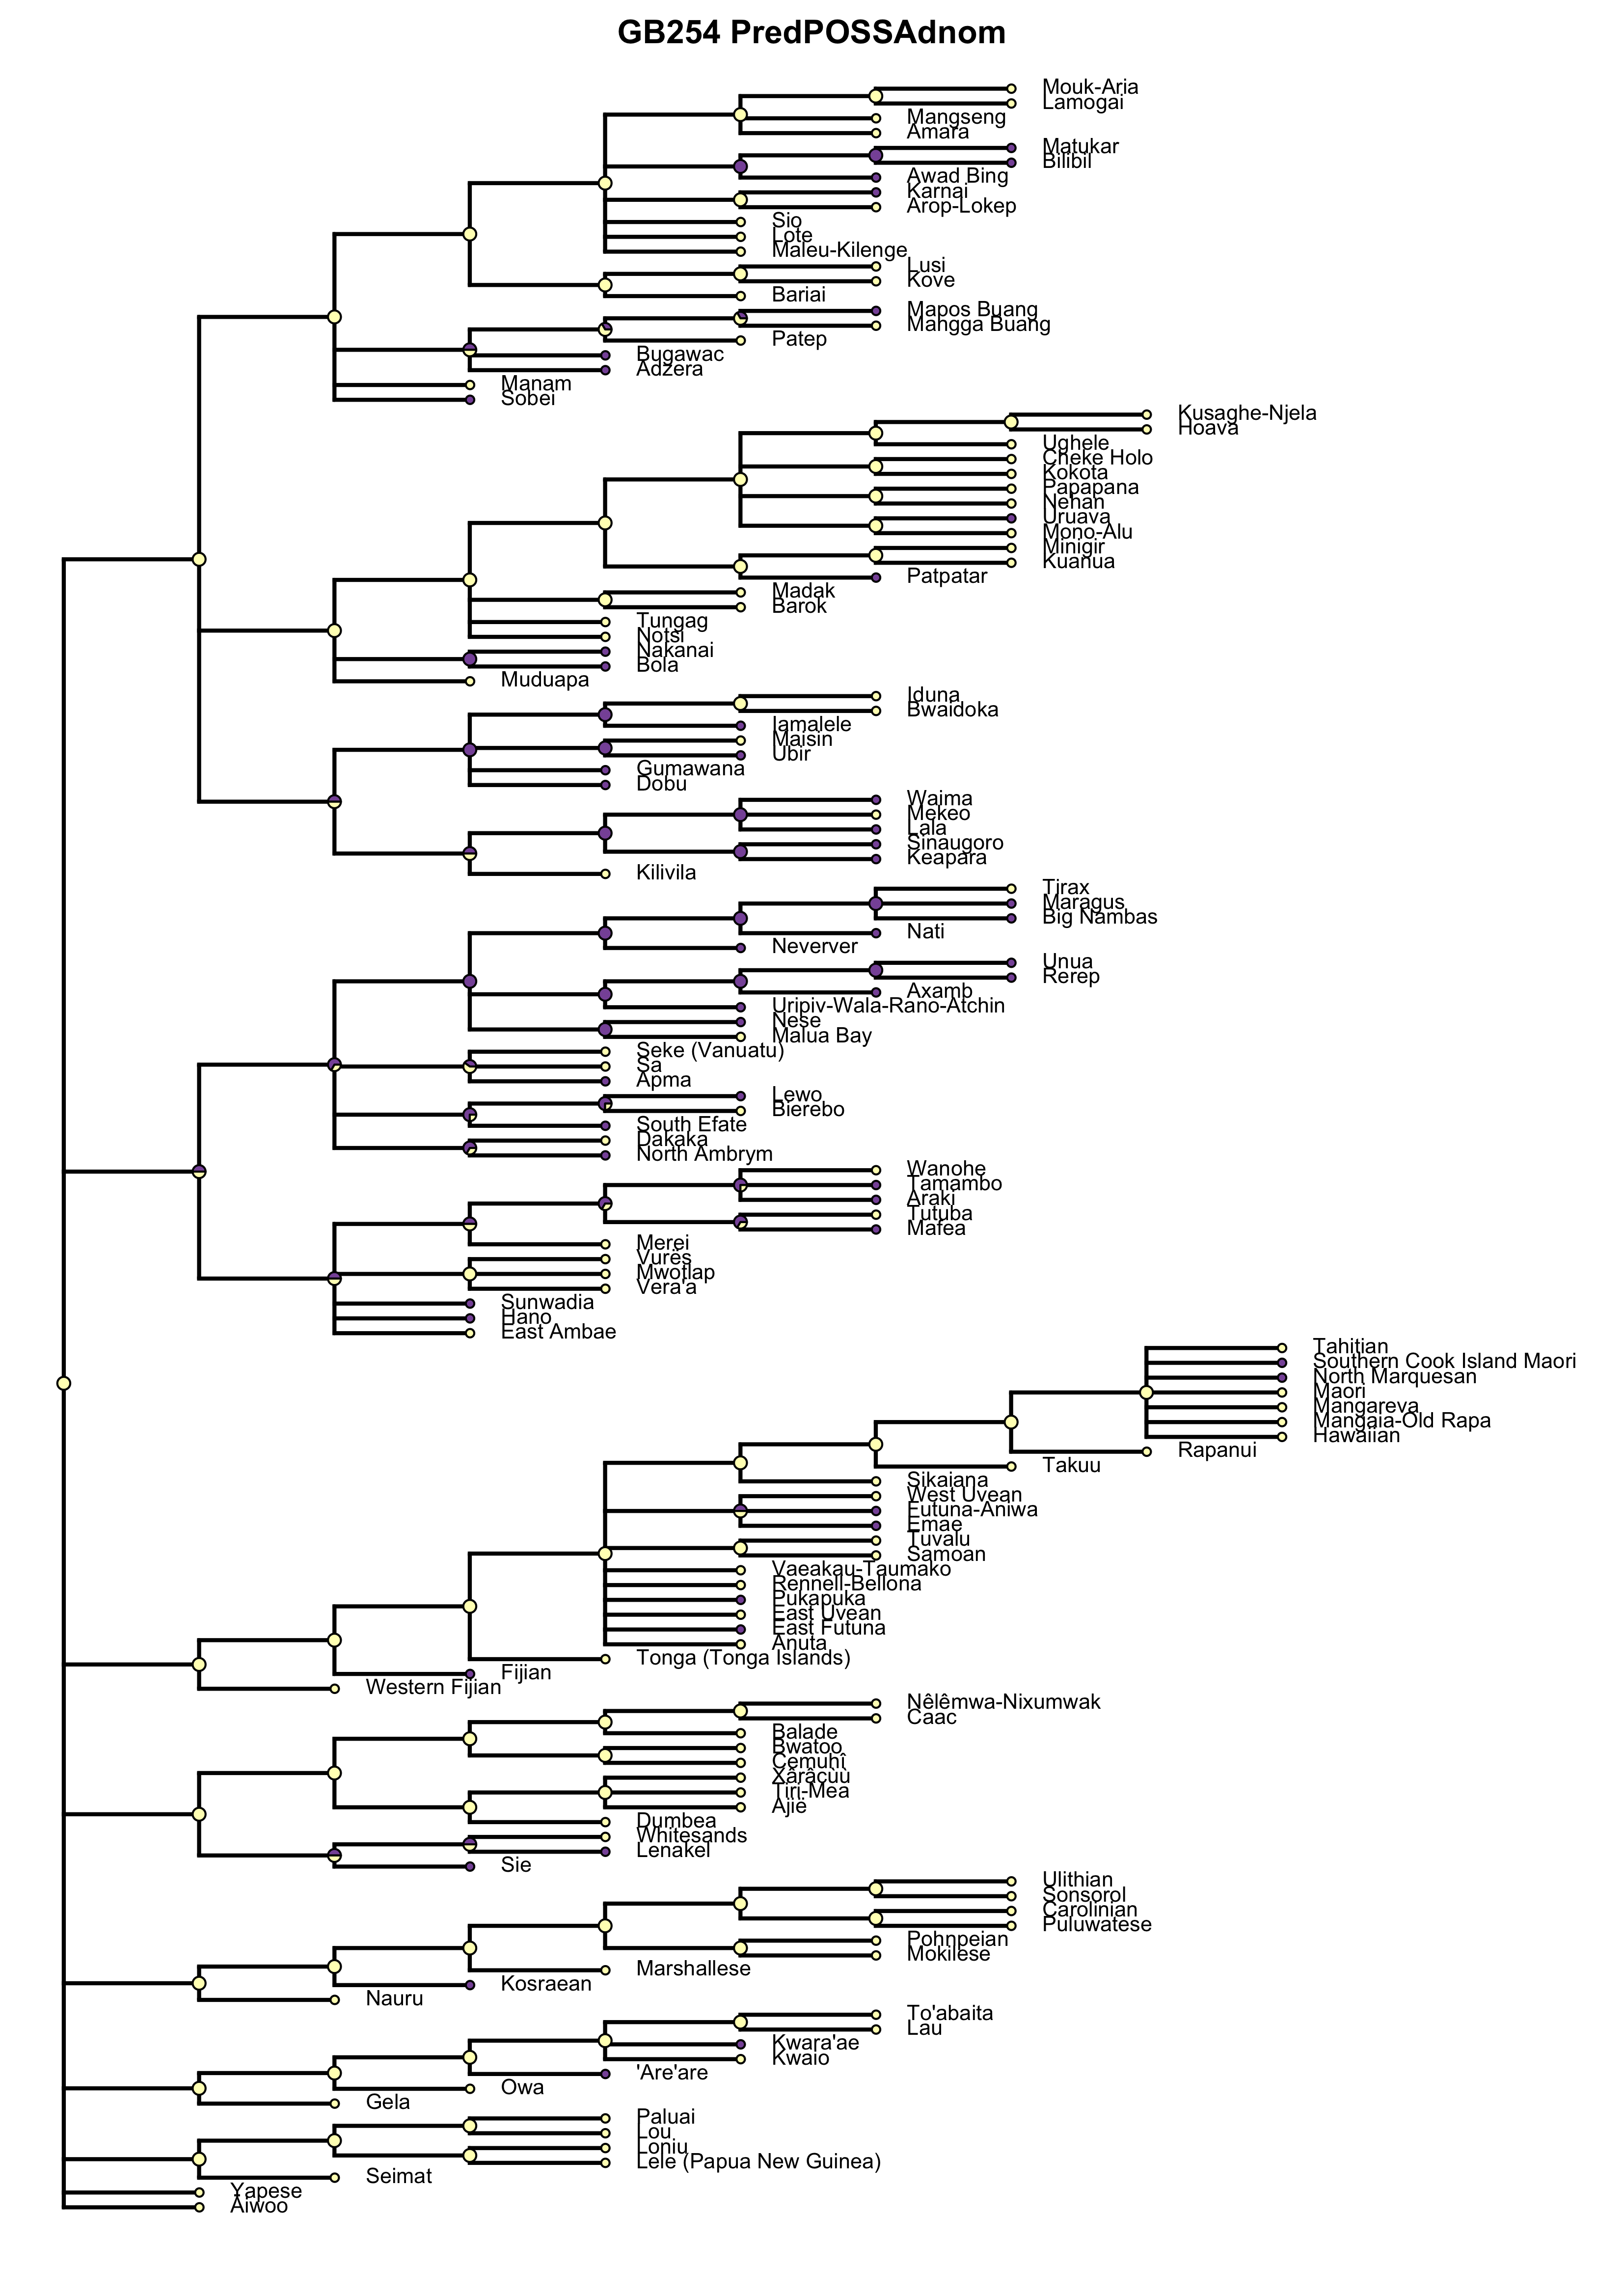 GB254 PredPOSSAdnom
Mouk-Aria
Lamogai
Mangseng
Amara
Matukar
Bilibil
Awad Bing
Karnai
Arop-Lokep
Sio
Lote
Maleu-Kilenge
Lusi
Kove
Bariai
Mapos Buang
Mangga Buang
Patep
Bugawac
Adzera
Manam
Sobei
Kusaghe-Njela
Hoava
Ughele
Cheke Holo
Kokota
Papapana
Nehan
Uruava
Mono-Alu
Minigir
Kuanua
Patpatar
Madak
Barok
Tungag
Notsi
Nakanai
Bola
Muduapa
Iduna
Bwaidoka
Iamalele
Maisin
Ubir
Gumawana
Dobu
Waima
Mekeo
Lala
Sinaugoro
Keapara
Kilivila
Tirax
Maragus
Big Nambas
Nati
Neverver
Unua
Rerep
Axamb
Uripiv-Wala-Rano-Atchin
Nese
Malua Bay
Seke (Vanuatu)
Sa
Apma
Lewo
Bierebo
South Efate
Dakaka
North Ambrym
Wanohe
Tamambo
Araki
Tutuba
Mafea
Merei
Vurës
Mwotlap
Vera'a
Sunwadia
Hano
East Ambae
Tahitian
Southern Cook Island Maori
North Marquesan
Maori
Mangareva
Mangaia-Old Rapa
Hawaiian
Rapanui
Takuu
Sikaiana
West Uvean
Futuna-Aniwa
Emae
Tuvalu
Samoan
Vaeakau-Taumako
Rennell-Bellona
Pukapuka
East Uvean
East Futuna
Anuta
Tonga (Tonga Islands)
Fijian
Western Fijian
Nêlêmwa-Nixumwak
Caac
Balade
Bwatoo
Cemuhî
Xârâcùù
Tiri-Mea
Ajië
Dumbea
Whitesands
Lenakel
Sie
Ulithian
Sonsorol
Carolinian
Puluwatese
Pohnpeian
Mokilese
Marshallese
Kosraean
Nauru
To'abaita
Lau
Kwara'ae
Kwaio
'Are'are
Owa
Gela
Paluai
Lou
Loniu
Lele (Papua New Guinea)
Seimat
Yapese
Äiwoo